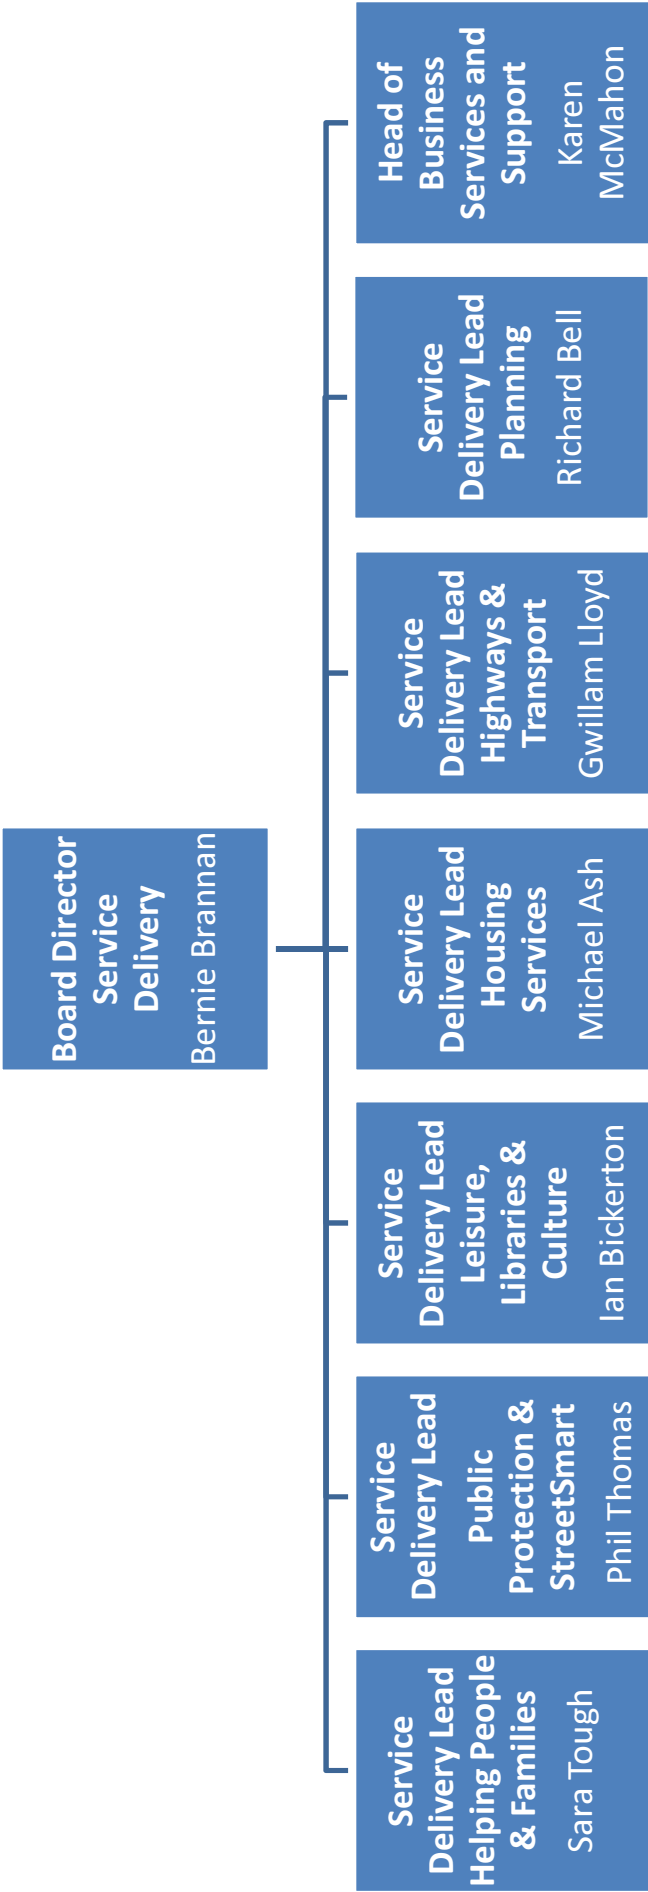 Board Director
Service
Delivery
Bernie Brannan
Service
Delivery Lead
Helping People
& Families
Sara Tough
Service
Delivery Lead
Public
Protection &
StreetSmart
Phil Thomas
Service
Delivery Lead
Leisure,
Libraries &
Culture
Ian Bickerton
Service
Delivery Lead
Housing
Services
Michael Ash
Service
Delivery Lead
Highways &
Transport
Gwillam Lloyd
Service
Delivery Lead
Planning
Richard Bell
Head of
Business
Services and
Support
Karen
McMahon